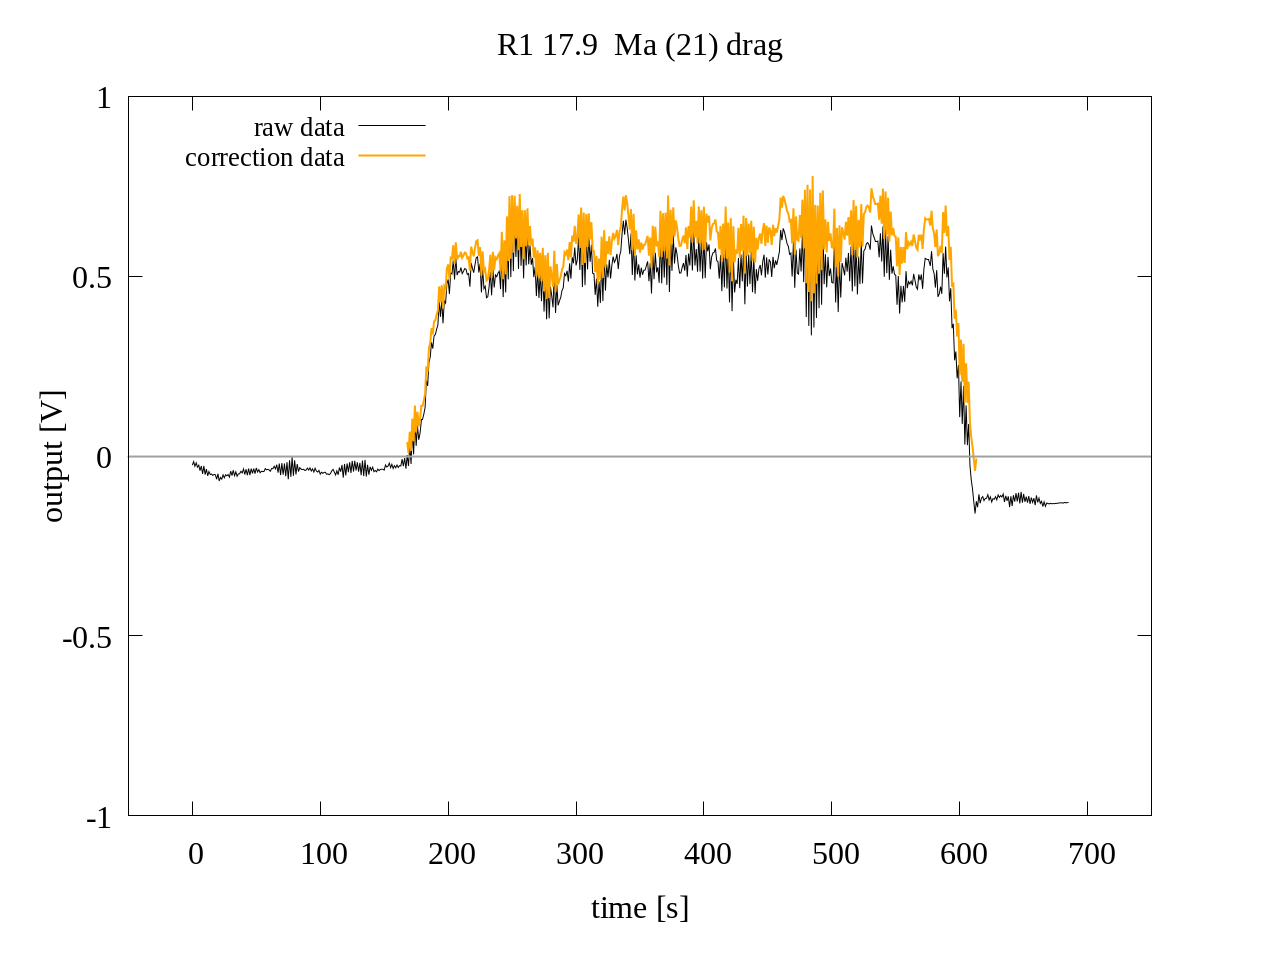 R1 17.9  Ma (21) drag
raw data
correction data
1
0.5
0
-0.5
-1
output [V]
0 100 200 300 400 500 600 700
time [s]